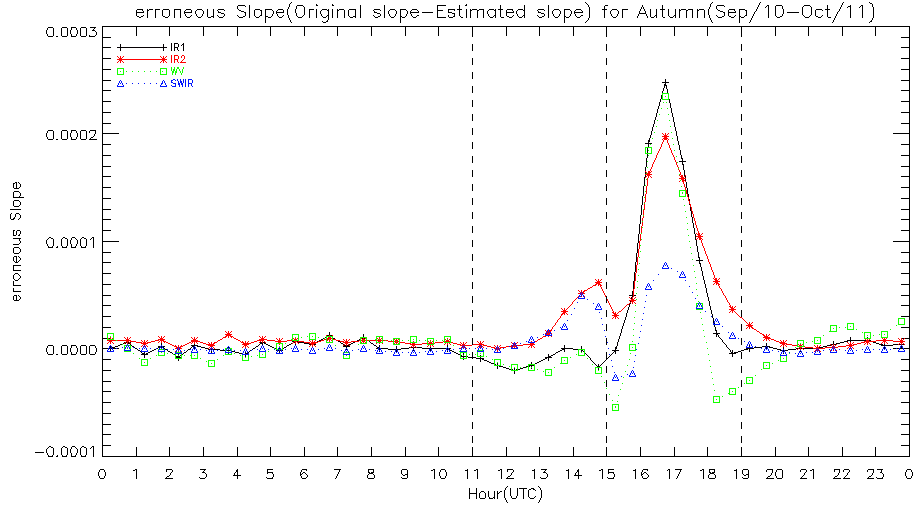 erroneous Slope(Original slope-Estimated slope) for Autumn(Sep/10-Oct/11)
0.0003
IR1
IR2
WV
SWIR
0.0002
0.0001
0.0000
-0.0001
erroneous Slope
0 1 2 3 4 5 6 7 8 9 10 11 12 13 14 15 16 17 18 19 20 21 22 23 0
Hour(UTC)